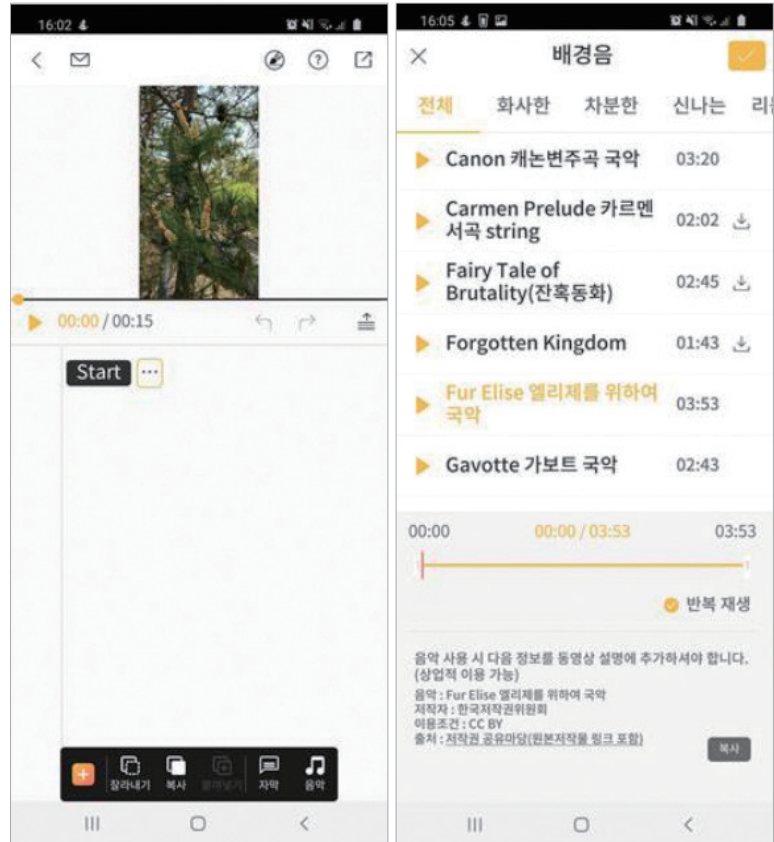 16:02
00:00 / 00:15
Start
잘라내기 복사 붙여넣기 자막 음악
16:05
배경음
전체 화사한 차분한 신나는
Canon 캐논변주곡 국악 03:20
Carmen Prelude 카르멘
서곡 string 02:02
Fairy Tale of
Brutality(잔혹동화) 02:45
Forgotten Kingdom 01:43
Fur Elise 엘리제를 위하여
국악 03:53
Gavotte 가보트 국악 02:43
00:00 00:00 / 03:53 03:53
반복 재생
음악 사용 시 다음 정보를 동영상 설명에 추가하셔야 합니다.
(상업적 이용 가능)
음악 : Fur Elise 엘리제를 위하여 국악
저작자 : 한국저작권위원회
이용조건 : CC BY
출처 : 저작권 공유마당(원본저작물 링크 포함)
복사